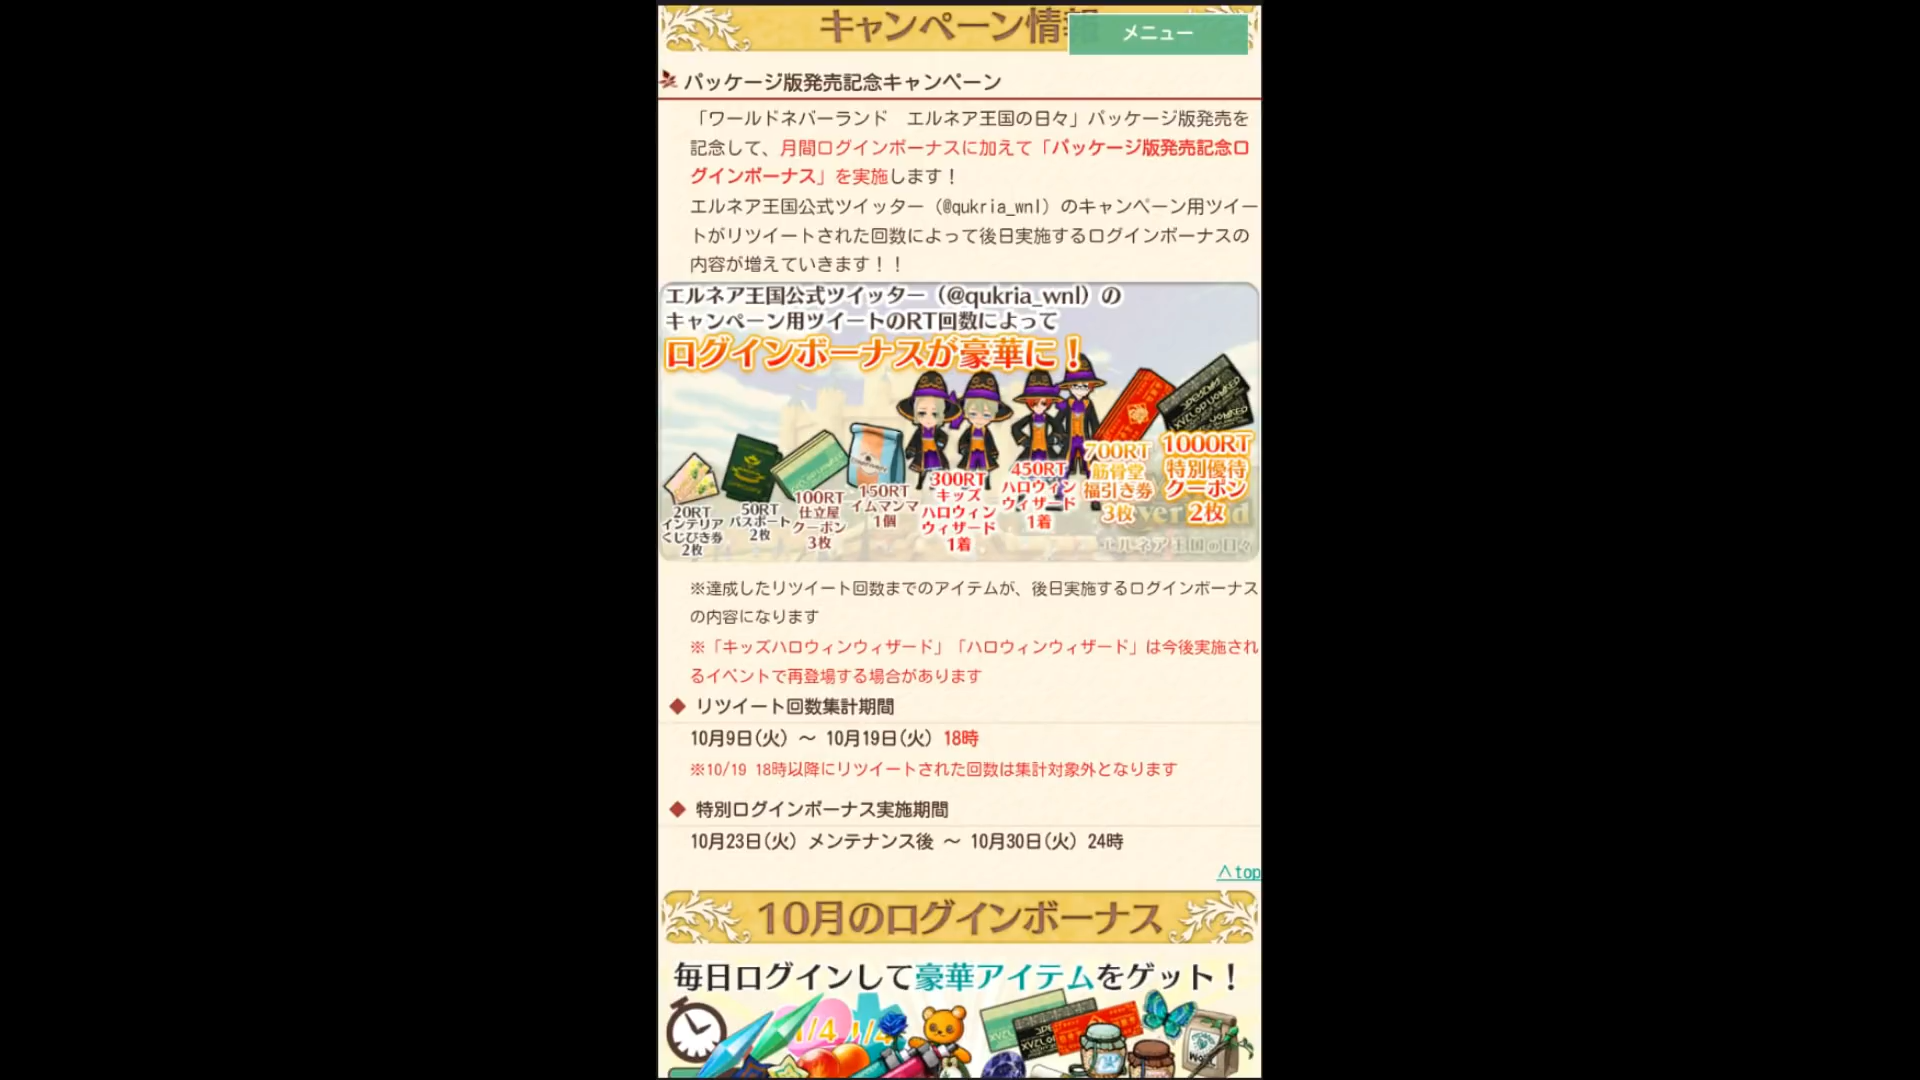 キャンペーン情報
メニュー
パッケージ版発売記念キャンペーン
「ワールドネバーランド　エルネア王国の日々」パッケージ版発売を
記念して、月間ログインボーナスに加えて「パッケージ版発売記念ロ
グインボーナス」を実施します！
エルネア王国公式ツイッター（@qukria_wnl）のキャンペーン用ツイー
トがリツイートされた回数によって後日実施するログインボーナスの
内容が増えていきます！！
エルネア王国公式ツイッター（@qukria_wnl）の
キャンペーン用ツイートのRT回数によって
ログインボーナスが豪華に！
20RT
インテリア
くじびき券
2枚
50RT
パスポート
2枚
100RT
仕立屋
クーポン
3枚
150RT
イムマンマ
1個
300RT
キッズ
ハロウィン
ウィザード
1着
450RT
ハロウィン
ウィザード
1着
700RT
筋骨堂
福引き券
3枚
1000RT
特別優待
クーポン
2枚
エルネア王国の日々
※達成したリツイート回数までのアイテムが、後日実施するログインボーナス
の内容になります
※「キッズハロウィンウィザード」「ハロウィンウィザード」は今後実施され
るイベントで再登場する場合があります
◆ リツイート回数集計期間
10月9日(火) ～ 10月19日(火) 18時
※10/19 18時以降にリツイートされた回数は集計対象外となります
◆ 特別ログインボーナス実施期間
10月23日(火) メンテナンス後 ～ 10月30日(火) 24時
∧top
10月のログインボーナス
毎日ログインして豪華アイテムをゲット！